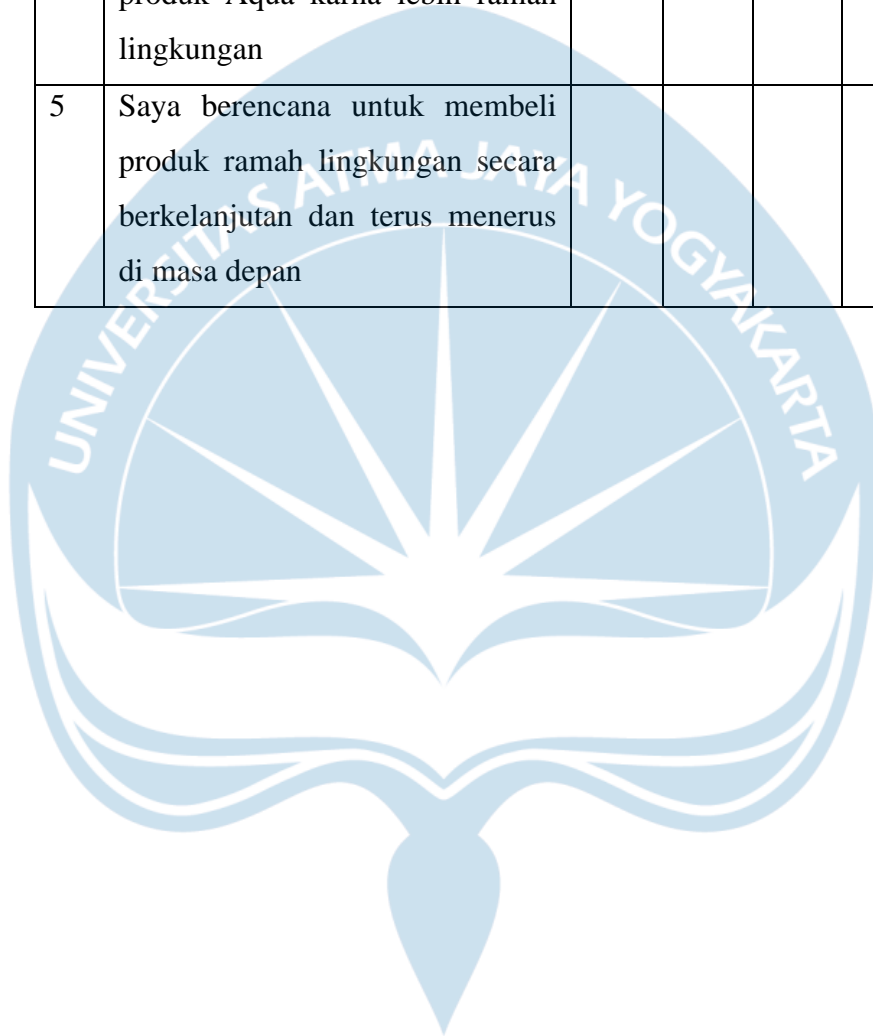 produk Aqua karna lebih ramah
lingkungan
5 Saya berencana untuk membeli
produk ramah lingkungan secara
berkelanjutan dan terus menerus
di masa depan
UNIVERSITAS ATMA JAYA YOGYAKARTA